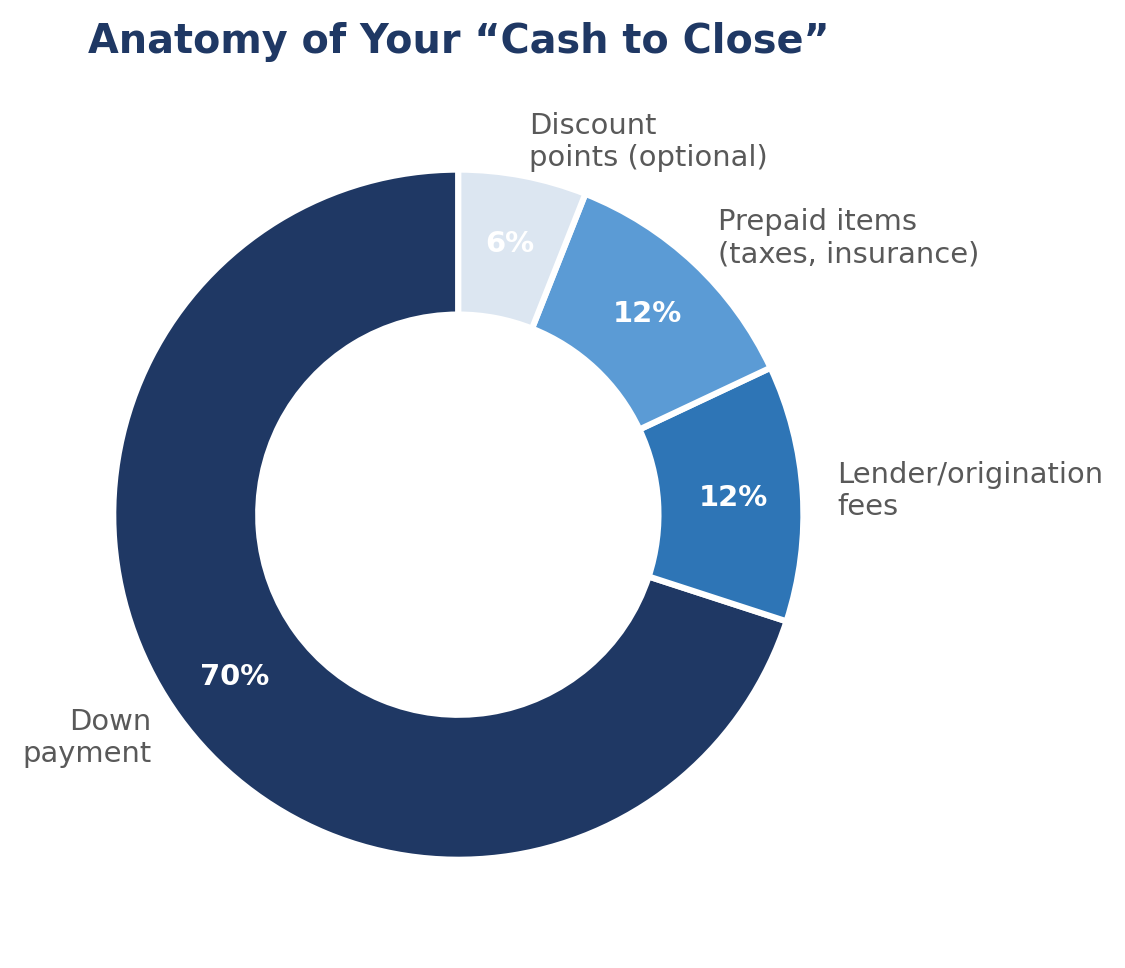 Anatomy of Your “Cash to Close”
Discount
points (optional)
6%
Prepaid items
(taxes, insurance)
12%
Lender/origination
fees
12%
70%
Down
payment